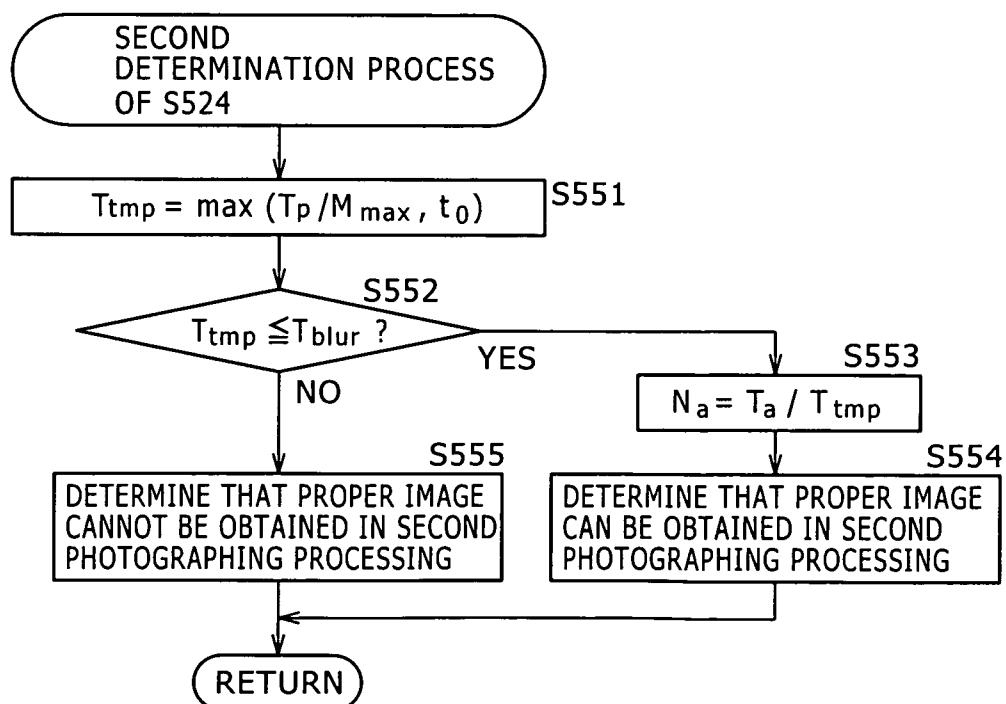 SECOND
DETERMINATION PROCESS
OF S524
S551
Ttmp = max (Tp/Mmax, t0)
S552
Ttmp ≦ Tblur ?
YES
NO
S553
Na = Ta / Ttmp
S555
DETERMINE THAT PROPER IMAGE
CANNOT BE OBTAINED IN SECOND
PHOTOGRAPHING PROCESSING
S554
DETERMINE THAT PROPER IMAGE
CAN BE OBTAINED IN SECOND
PHOTOGRAPHING PROCESSING
RETURN